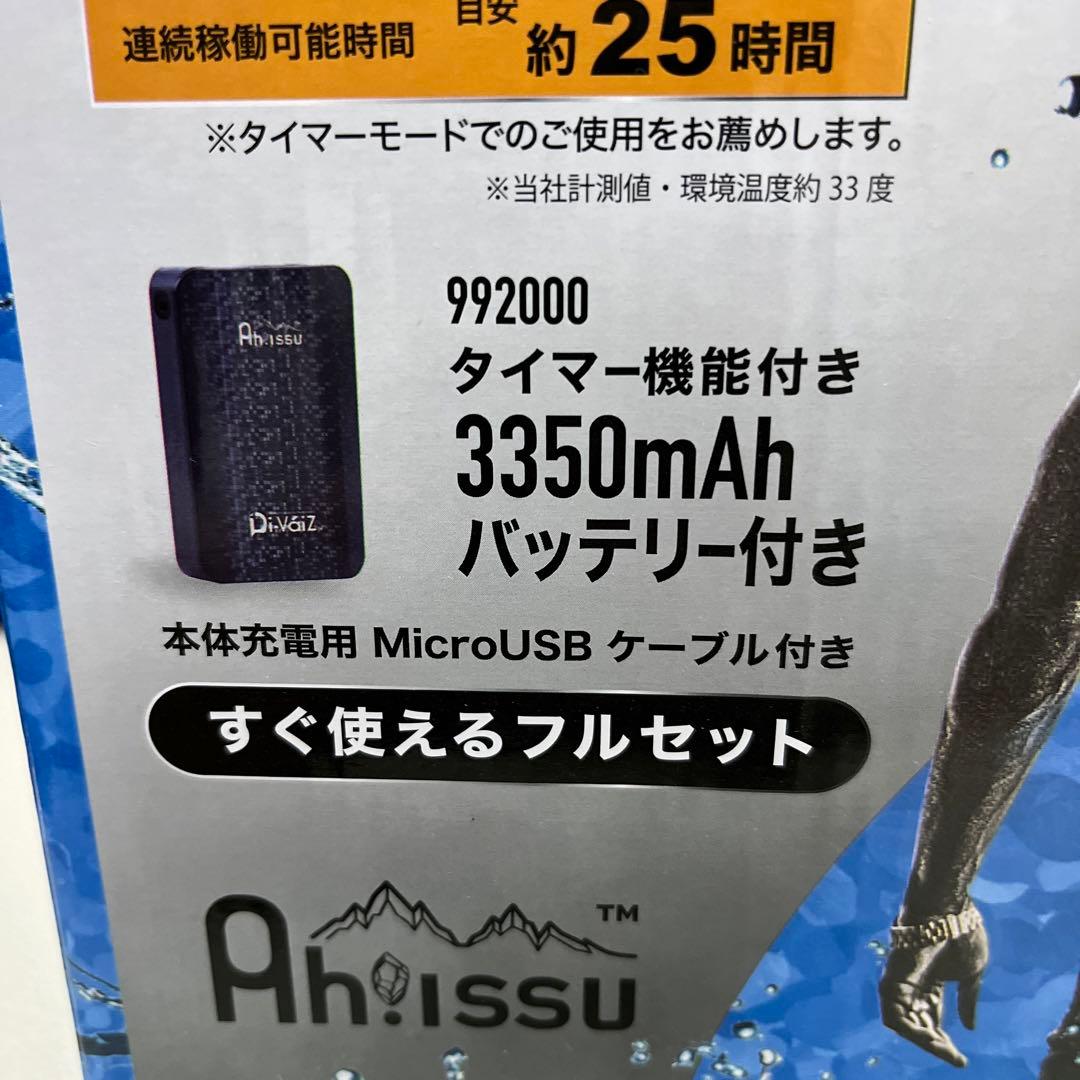 連続稼働可能時間 目安 約25時間
※タイマーモードでのご使用をお薦めします。
※当社計測値・環境温度約33度
Ah.ıssu
Di-VáiZ
992000
タイマー機能付き
3350mAh
バッテリー付き
本体充電用 MicroUSB ケーブル付き
すぐ使えるフルセット
Ah.ıssu™